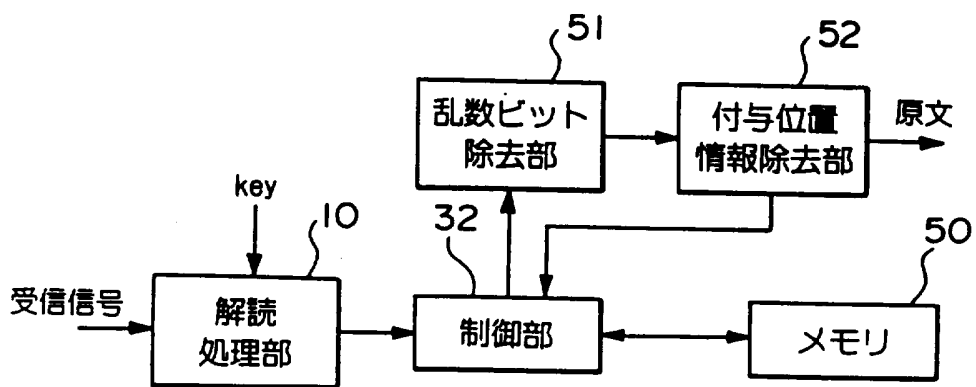 51
52
乱数ビット
除去部
付与位置
情報除去部
原文
key
10
32
50
受信信号
解読
処理部
制御部
メモリ